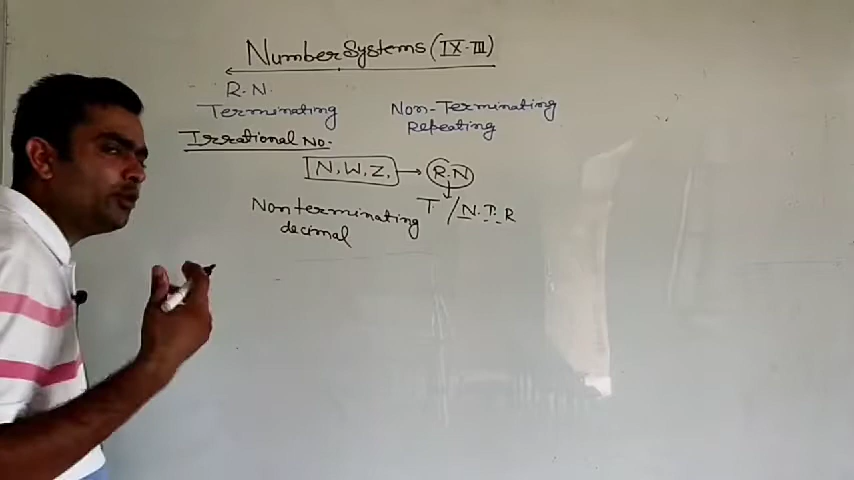 Number Systems (IX-III)
R.N.
Terminating Non-Terminating
Repeating
Irrational No.
N, W, Z, → R.N
Non terminating T. / N.T. R
decimal